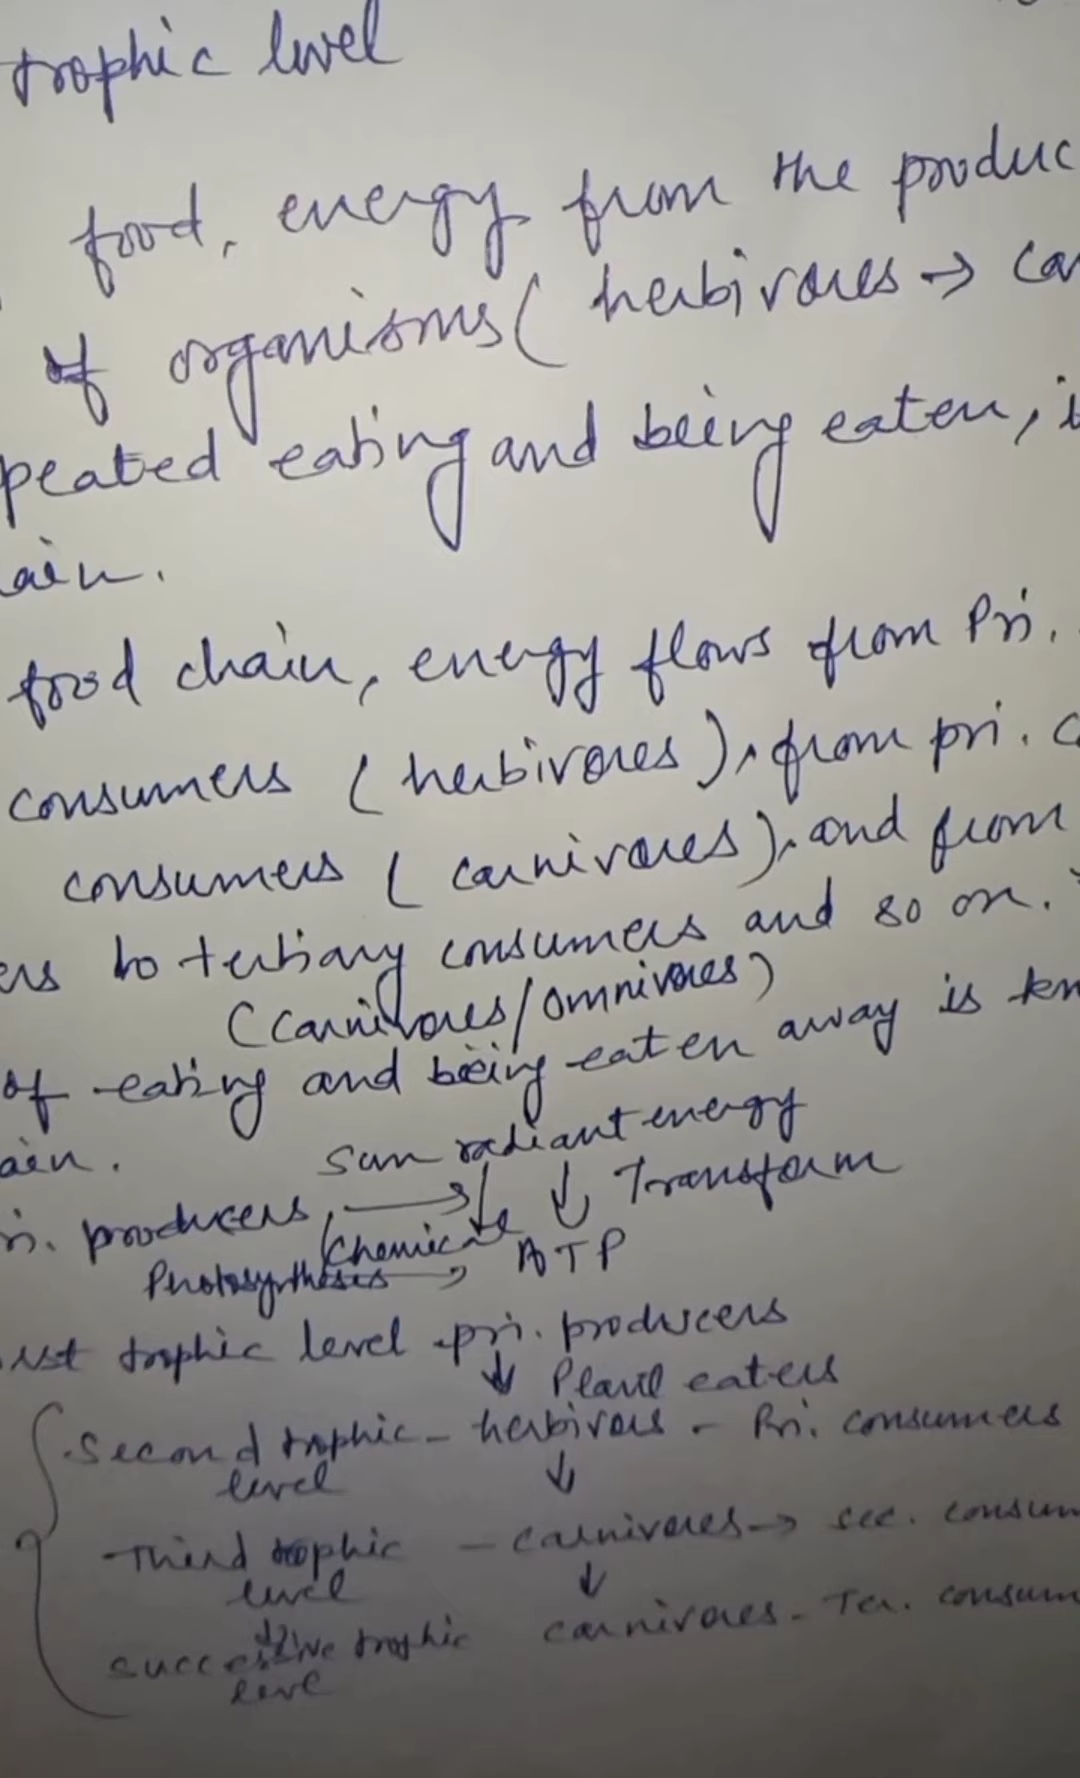 trophic level
food, energy from the produc
of organisms ( herbivores → car
peated eating and being eaten, i
ain.
food chain, energy flows from Pri.
consumers ( herbivores ), from pri. c
consumers ( carnivores ), and from
ers to tertiary consumers and so on.
(Carnivores/omnivores)
of eating and being eaten away is kn
ain.
Sun radiant energy
i. producers, → ↓ ↓ Transform
Chemical ATP
Photosynthesis →
irst trophic level - pri. producers
↓ Plant eaters
Second trophic - herbivores - Pri. consumers
level ↓
Third trophic - carnivores → sec. consum
level ↓
successive trophic carnivores - Ter. consum
level